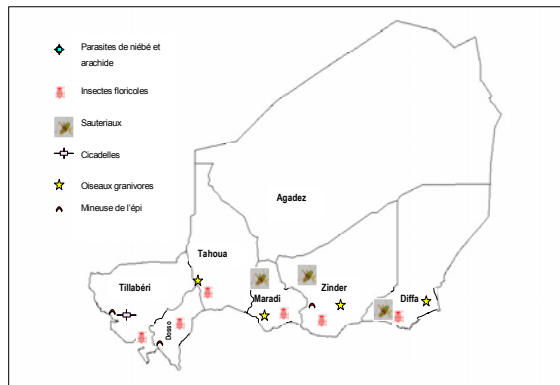 Parasites de niébé et
arachide
Insectes floricoles
Sauteriaux
Cicadelles
Oiseaux granivores
Mineuse de l'épi
Agadez
Tahoua
Tillabéri
Maradi
Zinder
Diffa
Dosso